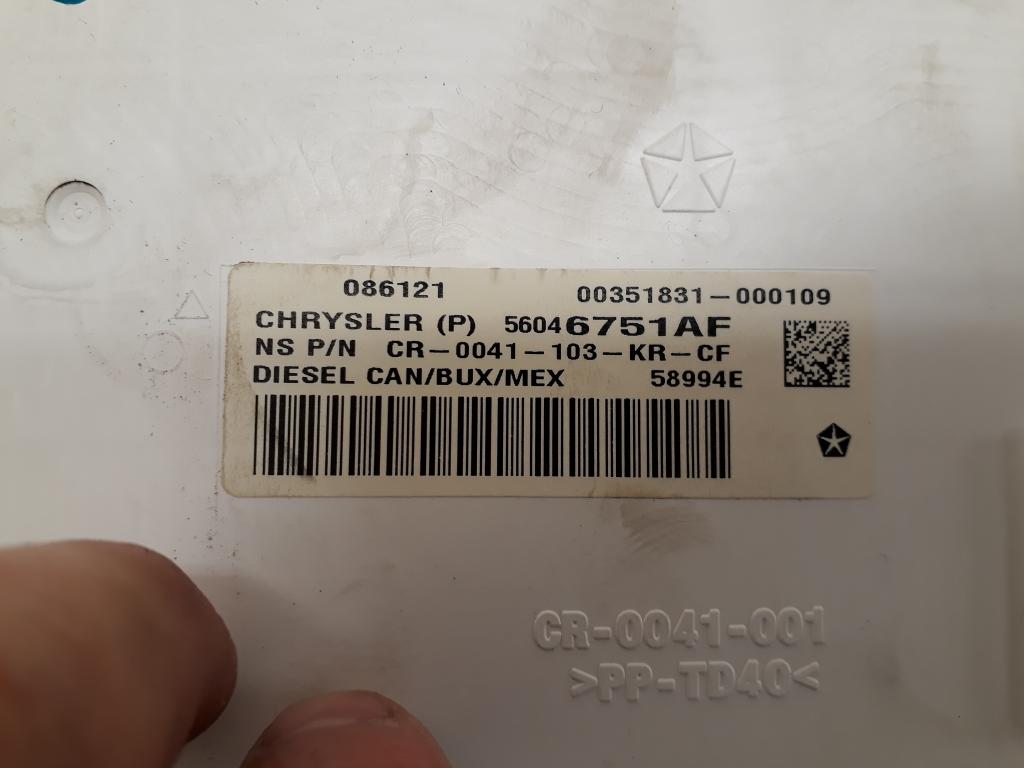 086121 00351831-000109
CHRYSLER (P) 56046751AF
NS P/N CR-0041-103-KR-CF
DIESEL CAN/BUX/MEX 58994E
CR-0041-001
>PP-TD40<